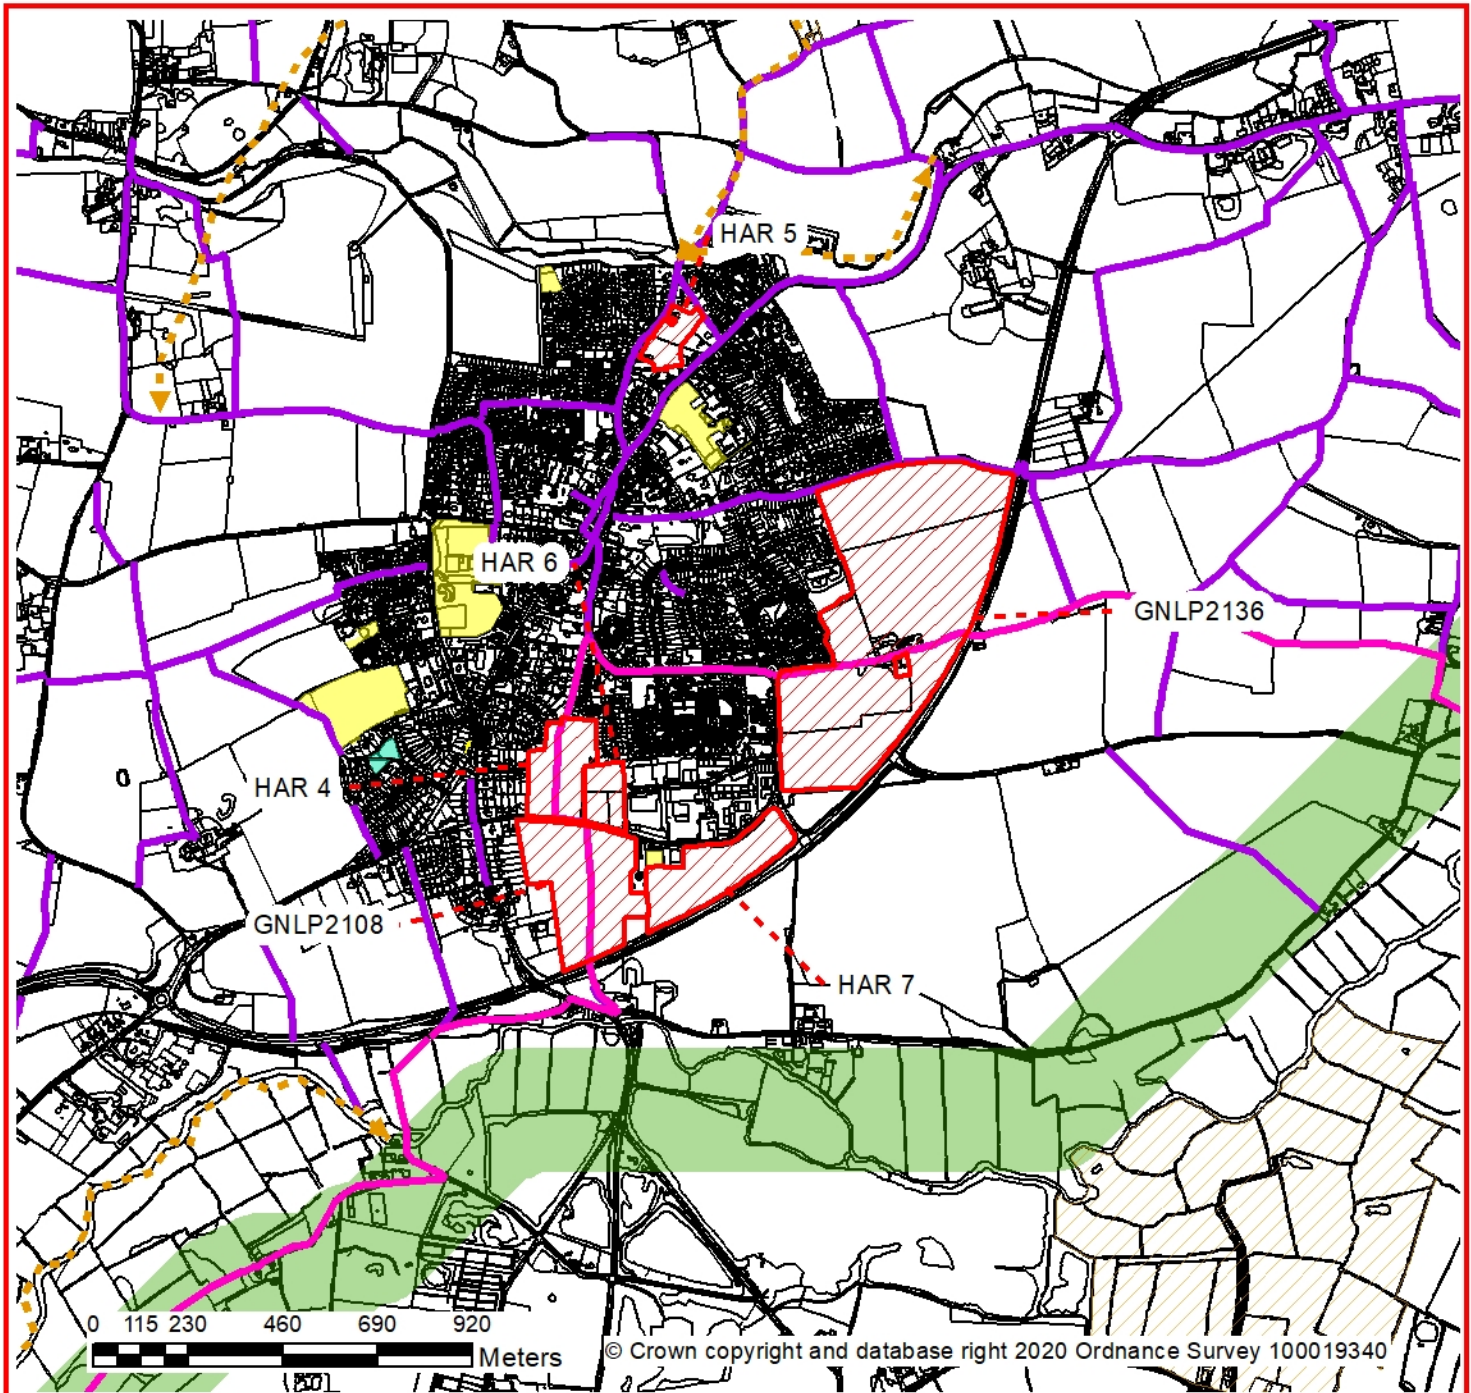 HAR 5
HAR 6
GNLP2136
HAR 4
GNLP2108
HAR 7
0 115 230 460 690 920
Meters
© Crown copyright and database right 2020 Ordnance Survey 100019340